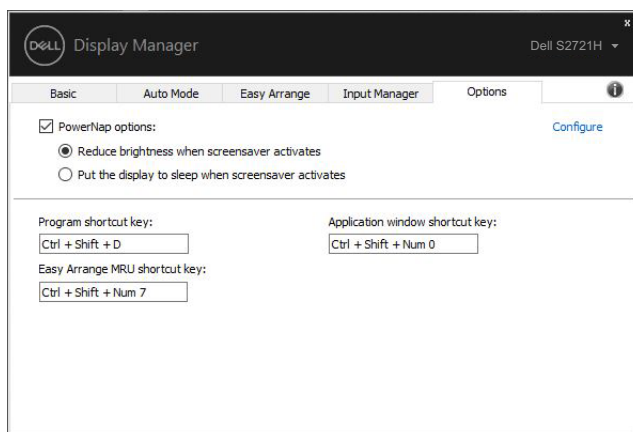 x
DELL Display Manager
Dell S2721H
Basic Auto Mode Easy Arrange Input Manager Options i
PowerNap options: Configure
Reduce brightness when screensaver activates
Put the display to sleep when screensaver activates
Program shortcut key: Application window shortcut key:
Ctrl + Shift + D Ctrl + Shift + Num 0
Easy Arrange MRU shortcut key:
Ctrl + Shift + Num 7